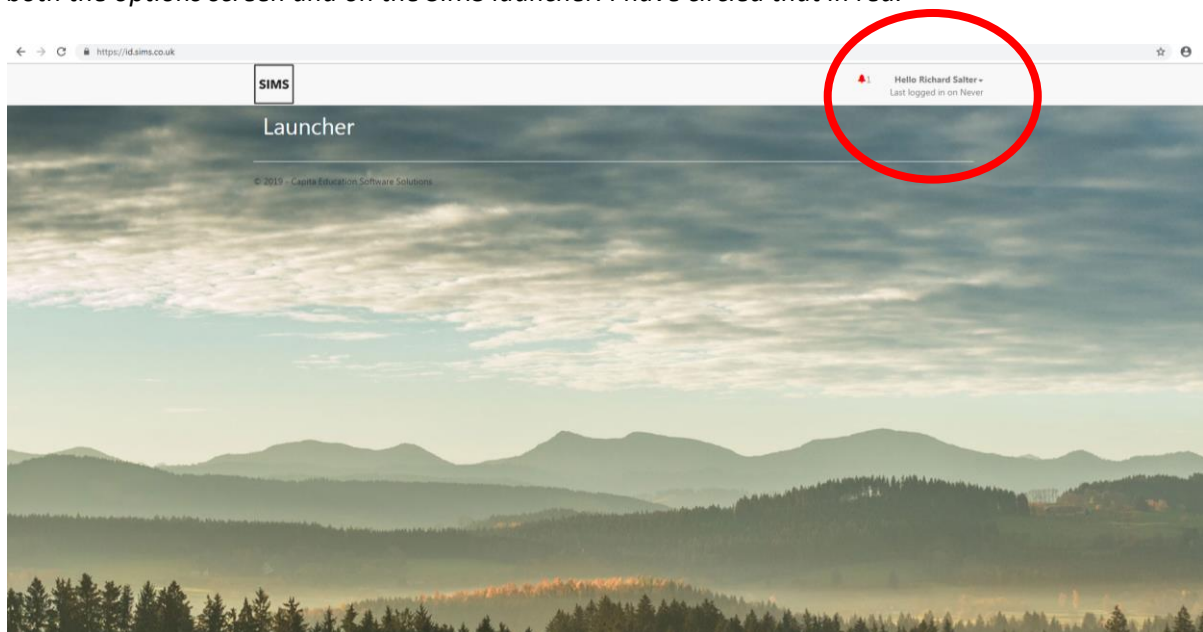 both the options screen and on the SIMS launcher. I have circled that in red.
https://id.sims.co.uk
SIMS
1 Hello Richard Salter
Last logged in on Never
Launcher
© 2019 - Capita Education Software Solutions